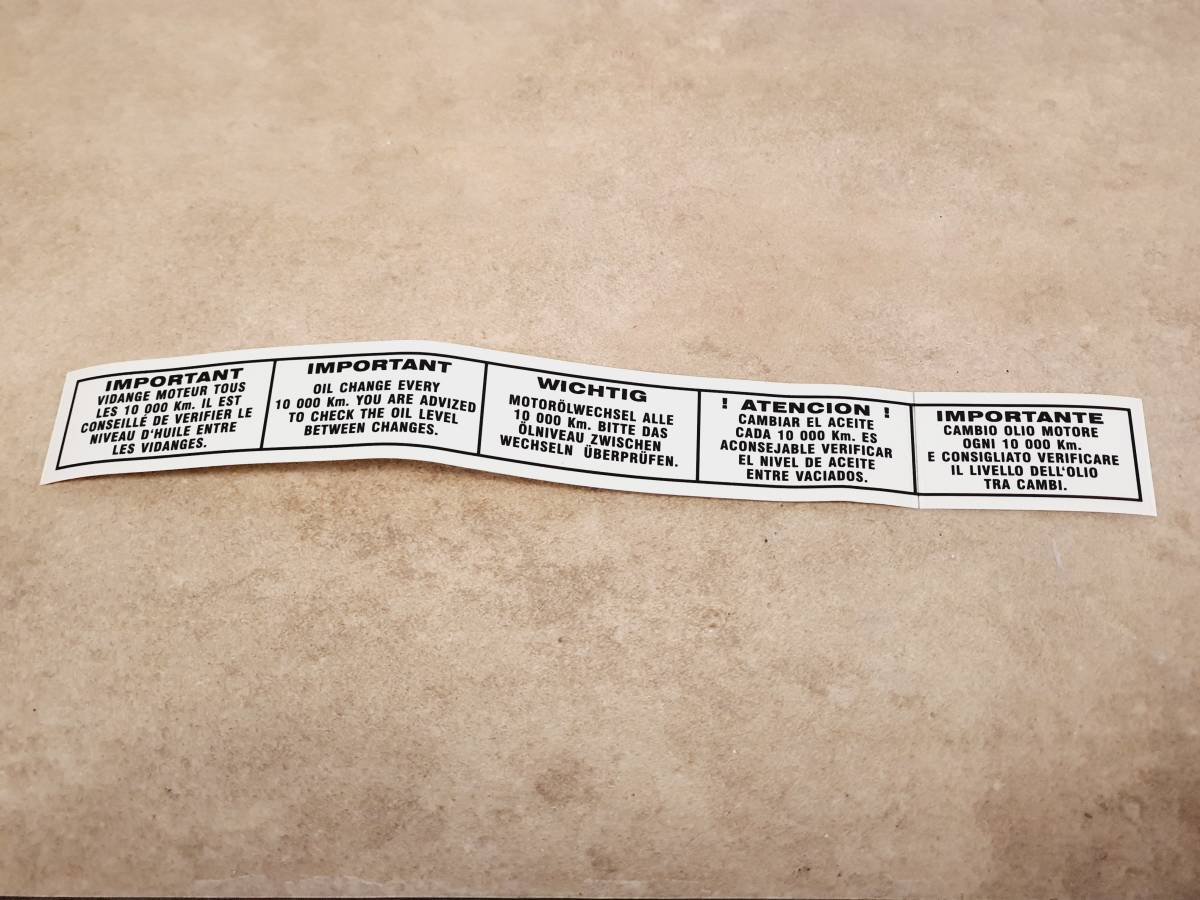 IMPORTANT
VIDANGE MOTEUR TOUS
LES 10 000 Km. IL EST
CONSEILLÉ DE VERIFIER LE
NIVEAU D'HUILE ENTRE
LES VIDANGES.
IMPORTANT
OIL CHANGE EVERY
10 000 Km. YOU ARE ADVIZED
TO CHECK THE OIL LEVEL
BETWEEN CHANGES.
WICHTIG
MOTORÖLWECHSEL ALLE
10 000 Km. BITTE DAS
ÖLNIVEAU ZWISCHEN
WECHSELN ÜBERPRÜFEN.
! ATENCION !
CAMBIAR EL ACEITE
CADA 10 000 Km. ES
ACONSEJABLE VERIFICAR
EL NIVEL DE ACEITE
ENTRE VACIADOS.
IMPORTANTE
CAMBIO OLIO MOTORE
OGNI 10 000 Km.
E CONSIGLIATO VERIFICARE
IL LIVELLO DELL'OLIO
TRA CAMBI.